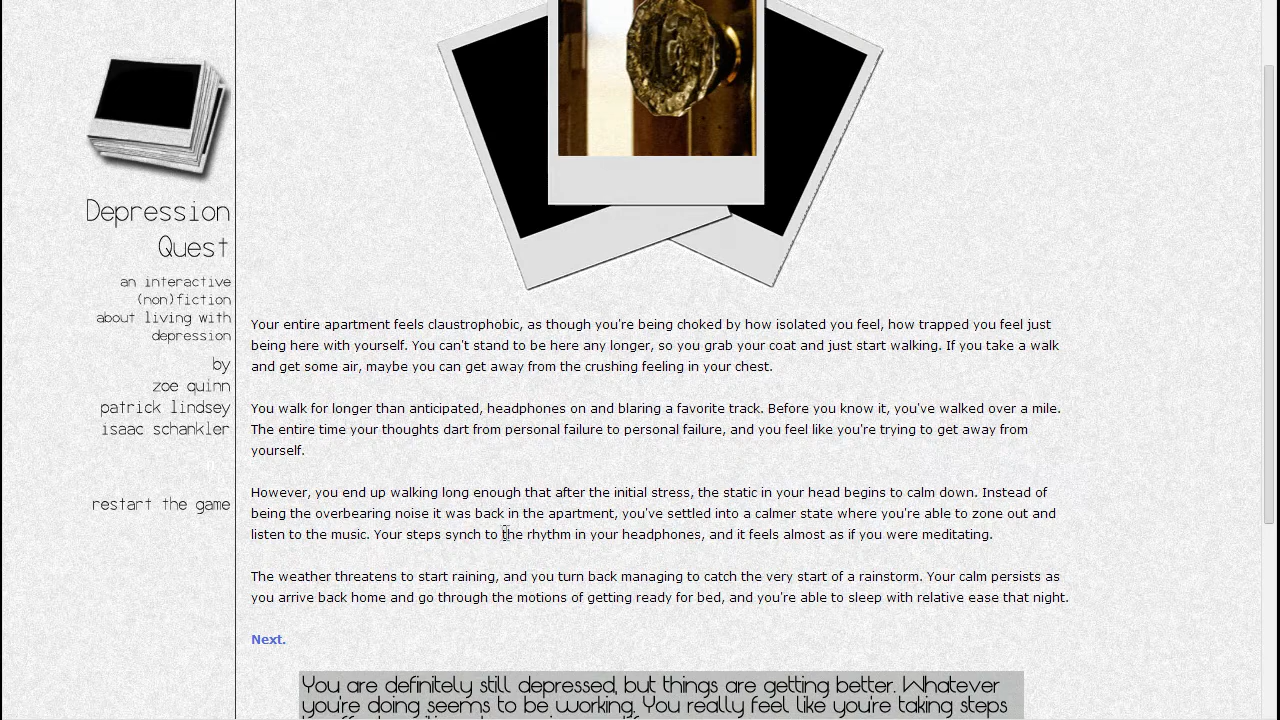 Depression
Quest
an interactive
(non)fiction
about living with
depression
by
zoe quinn
patrick lindsey
isaac schankler
restart the game
Your entire apartment feels claustrophobic, as though you're being choked by how isolated you feel, how trapped you feel just
being here with yourself. You can't stand to be here any longer, so you grab your coat and just start walking. If you take a walk
and get some air, maybe you can get away from the crushing feeling in your chest.
You walk for longer than anticipated, headphones on and blaring a favorite track. Before you know it, you've walked over a mile.
The entire time your thoughts dart from personal failure to personal failure, and you feel like you're trying to get away from
yourself.
However, you end up walking long enough that after the initial stress, the static in your head begins to calm down. Instead of
being the overbearing noise it was back in the apartment, you've settled into a calmer state where you're able to zone out and
listen to the music. Your steps synch to the rhythm in your headphones, and it feels almost as if you were meditating.
The weather threatens to start raining, and you turn back managing to catch the very start of a rainstorm. Your calm persists as
you arrive back home and go through the motions of getting ready for bed, and you're able to sleep with relative ease that night.
Next.
You are definitely still depressed, but things are getting better. Whatever
you're doing seems to be working. You really feel like you're taking steps